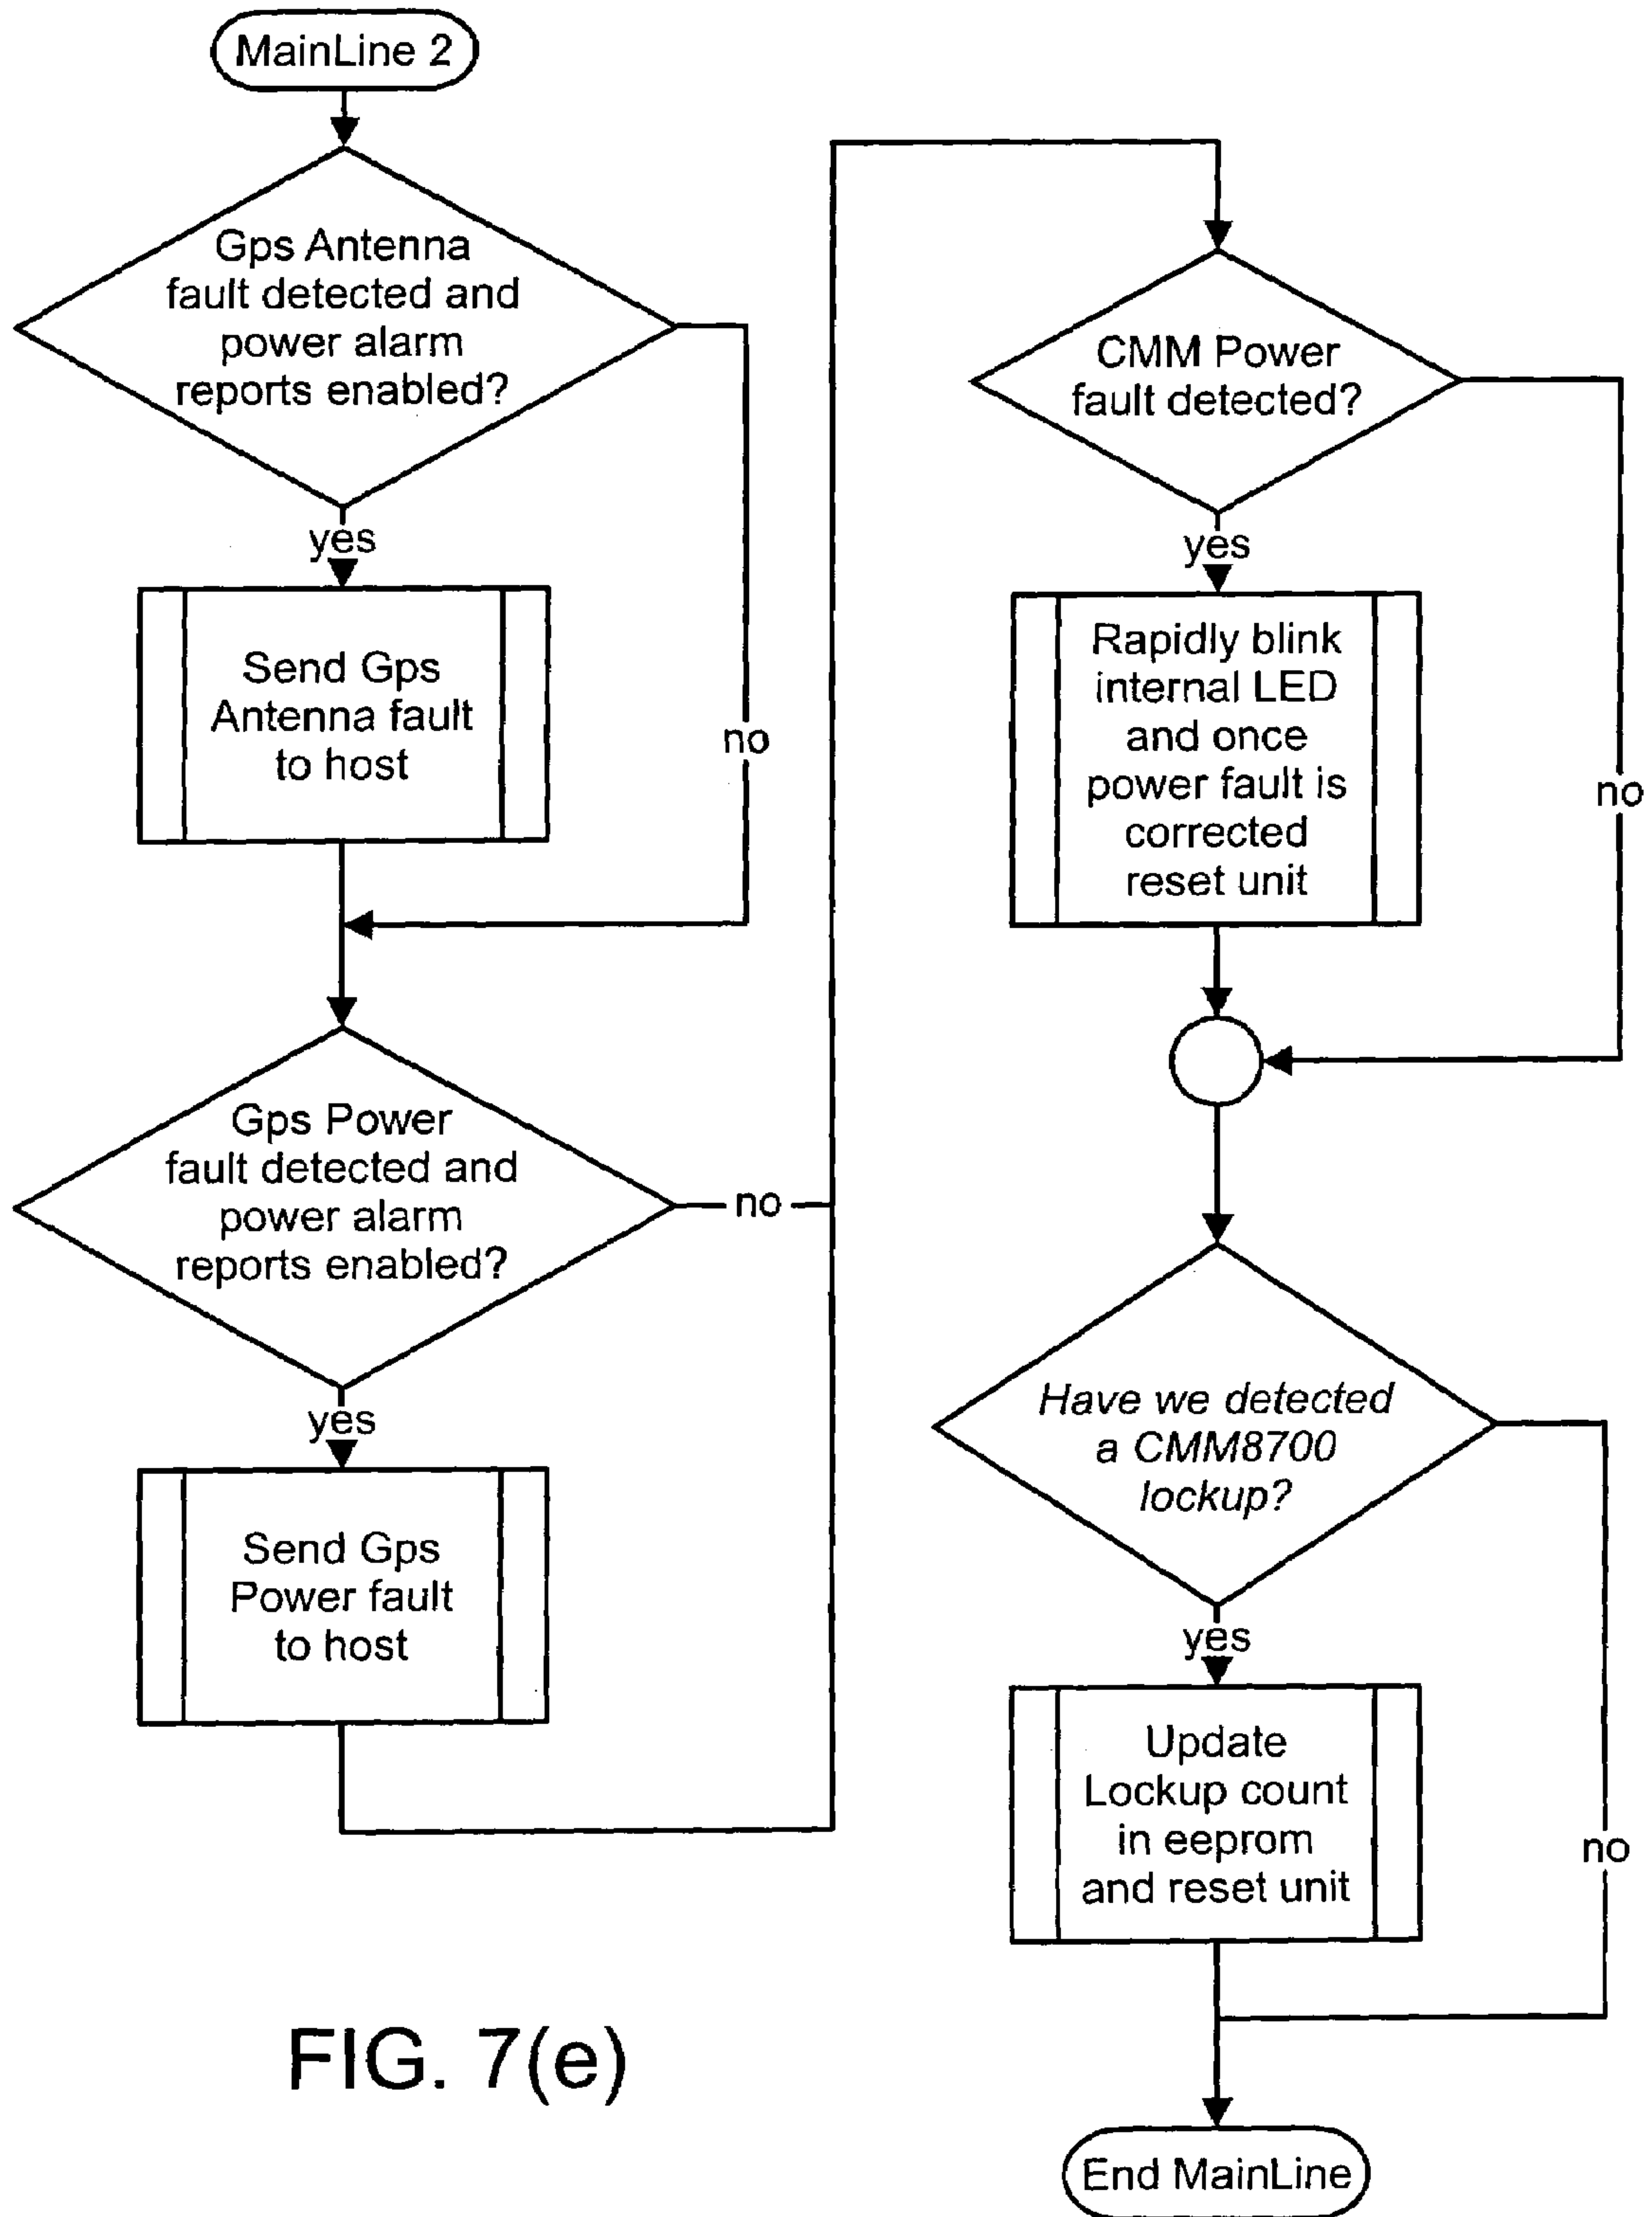 MainLine 2
Gps Antenna
fault detected and
power alarm
reports enabled?
yes
no
Send Gps
Antenna fault
to host
Gps Power
fault detected and
power alarm
reports enabled?
no
yes
Send Gps
Power fault
to host
CMM Power
fault detected?
yes
no
Rapidly blink
internal LED
and once
power fault is
corrected
reset unit
Have we detected
a CMM8700
lockup?
yes
no
Update
Lockup count
in eeprom
and reset unit
End MainLine
FIG. 7(e)